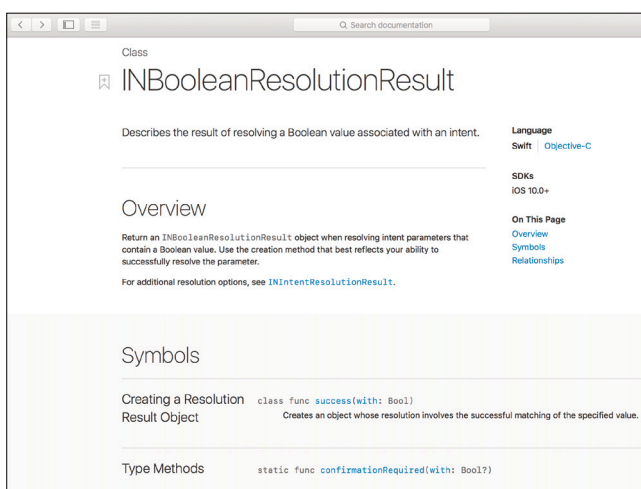 Search documentation
Class
INBooleanResolutionResult
Describes the result of resolving a Boolean value associated with an intent.
Language
Swift Objective-C
SDKs
iOS 10.0+
On This Page
Overview
Symbols
Relationships
Overview
Return an INBooleanResolutionResult object when resolving intent parameters that
contain a Boolean value. Use the creation method that best reflects your ability to
successfully resolve the parameter.
For additional resolution options, see INIntentResolutionResult.
Symbols
Creating a Resolution
Result Object
class func success(with: Bool)
Creates an object whose resolution involves the successful matching of the specified value.
Type Methods
static func confirmationRequired(with: Bool?)